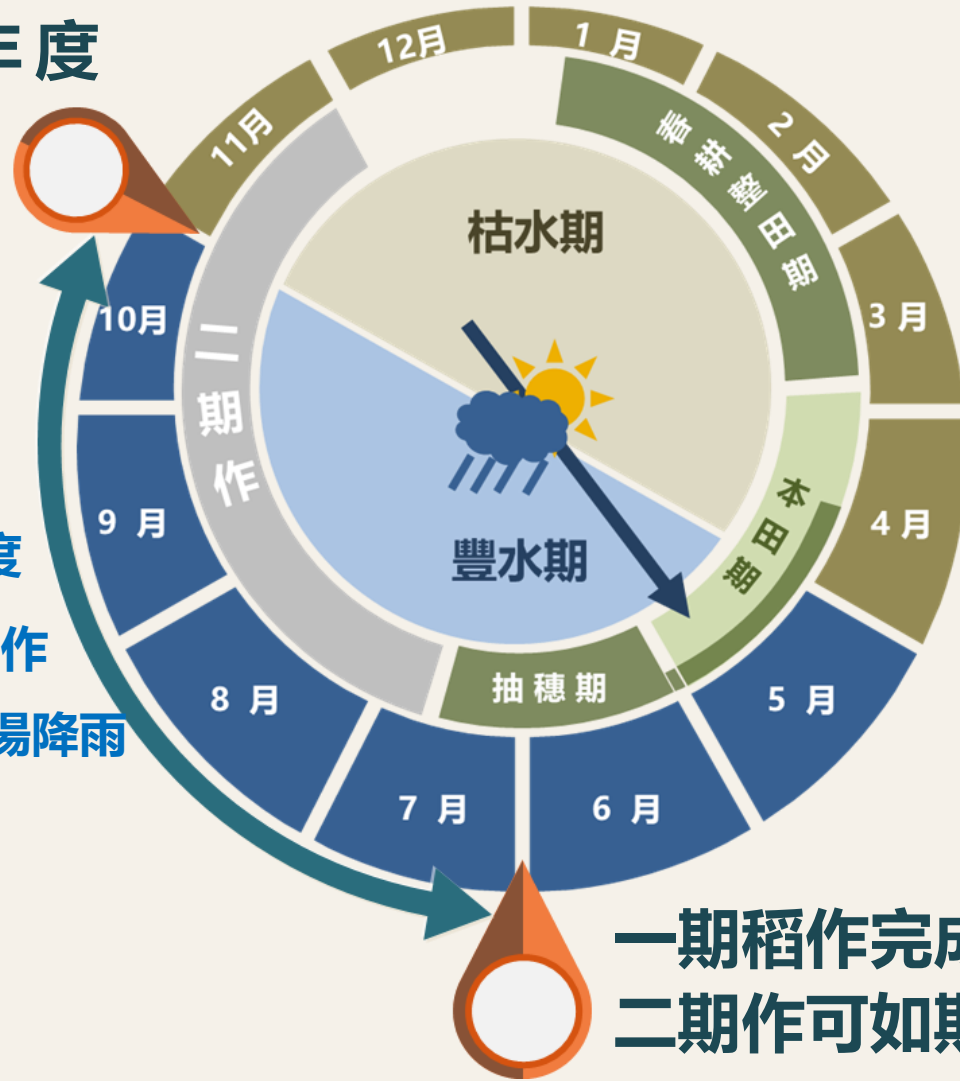 度
12月
1 月
2 月
3 月
4 月
5 月
6 月
7 月
8 月
9 月
10月
11月
春耕整田期
本田期
抽穗期
二期作
枯水期
豐水期
度
作
降雨
一期稻作完
二期作可如